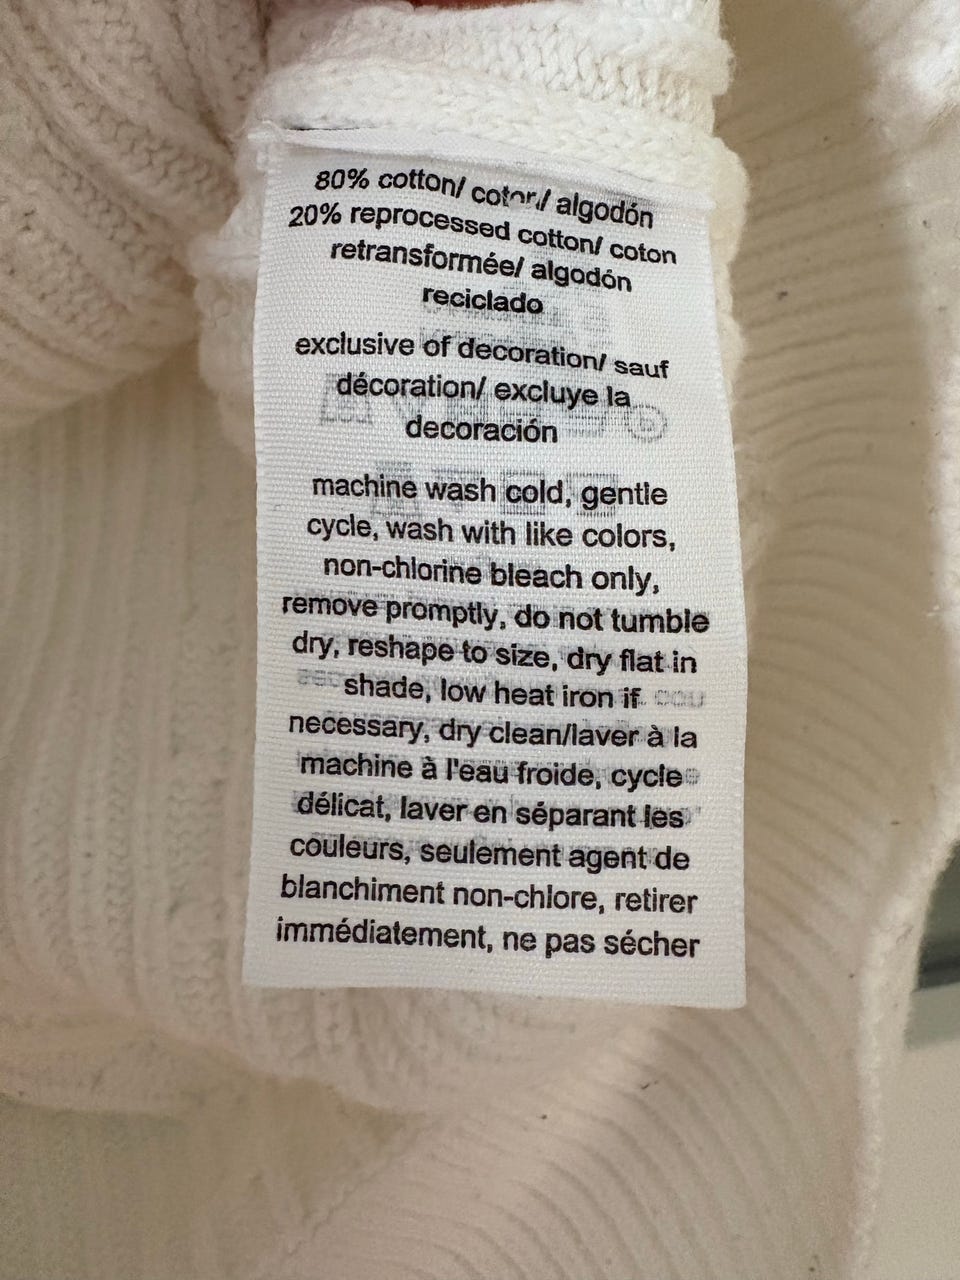 80% cotton/ coton/ algodón
20% reprocessed cotton/ coton
retransformée/ algodón
reciclado
exclusive of decoration/ sauf
décoration/ excluye la
decoración
machine wash cold, gentle
cycle, wash with like colors,
non-chlorine bleach only,
remove promptly, do not tumble
dry, reshape to size, dry flat in
shade, low heat iron if
necessary, dry clean/laver à la
machine à l'eau froide, cycle
délicat, laver en séparant les
couleurs, seulement agent de
blanchiment non-chlore, retirer
immédiatement, ne pas sécher